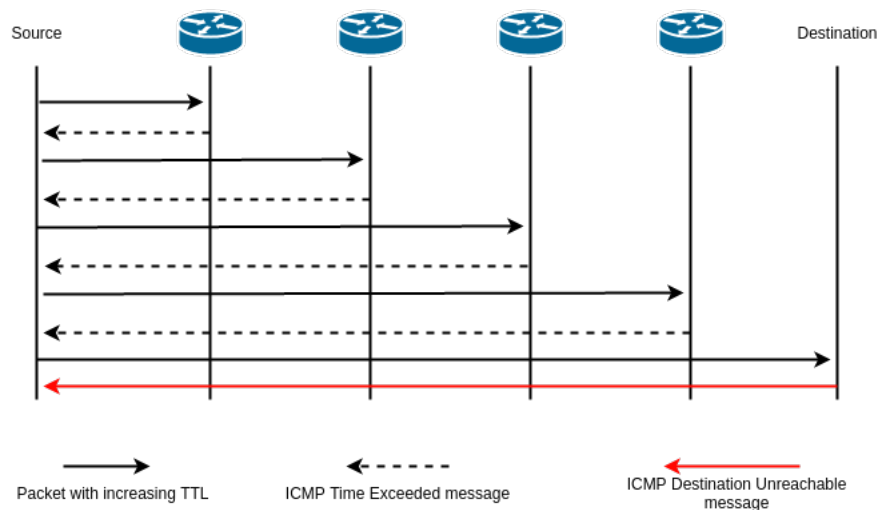 Source
Destination
Packet with increasing TTL
ICMP Time Exceeded message
ICMP Destination Unreachable
message